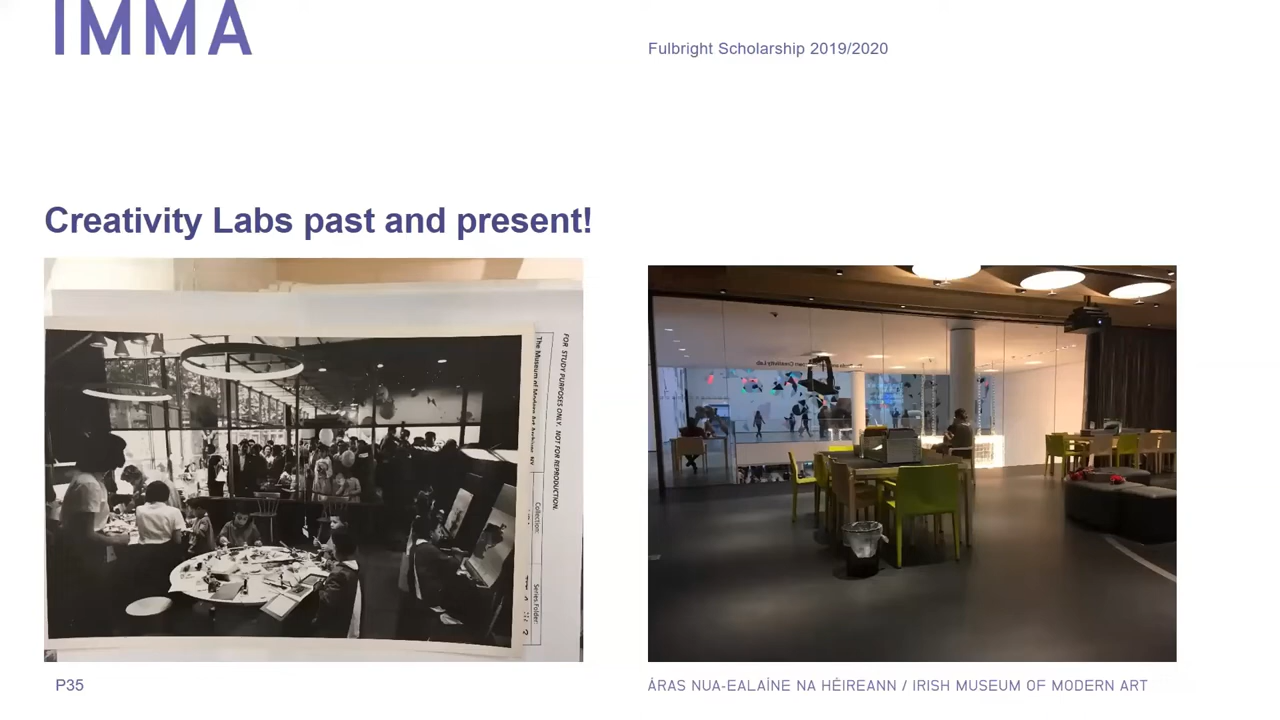 IMMA
Fulbright Scholarship 2019/2020
Creativity Labs past and present!
FOR STUDY PURPOSES ONLY. NOT FOR REPRODUCTION.
The Museum of Modern Art Archives, NY
Collection:
Series.Folder:
P35
ÁRAS NUA-EALAÍNE NA HÉIREANN / IRISH MUSEUM OF MODERN ART